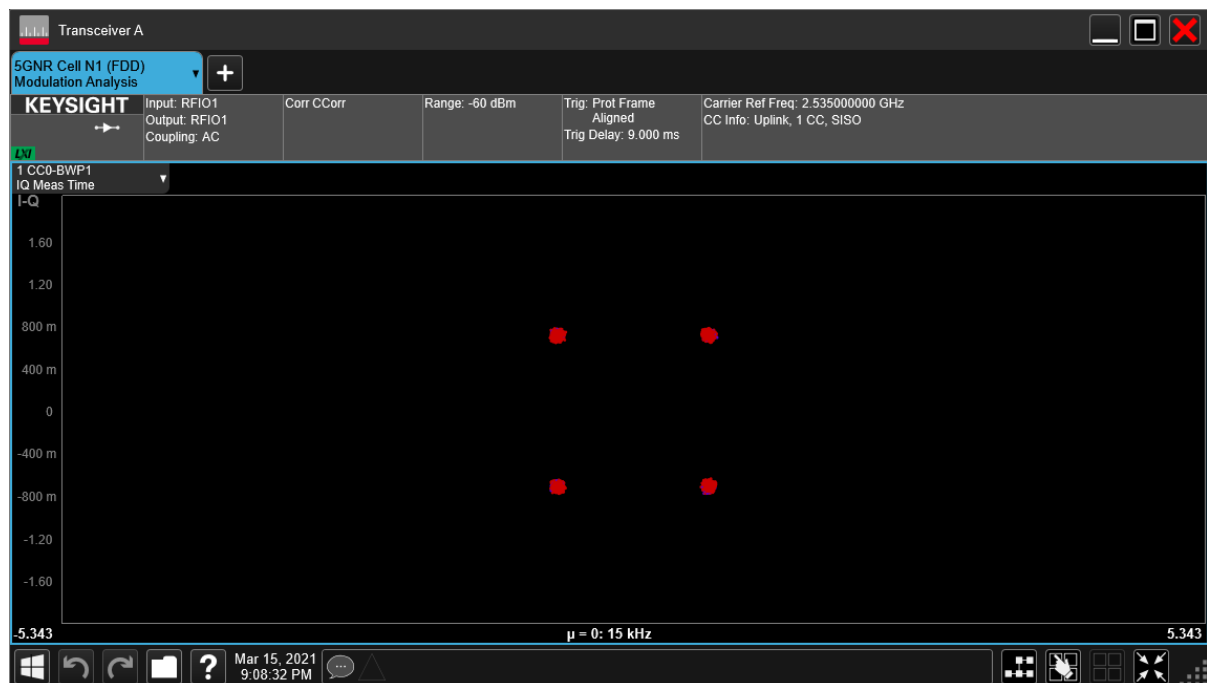 Transceiver A
5GNR Cell N1 (FDD)
Modulation Analysis
+
KEYSIGHT
LXI
Input: RFIO1
Output: RFIO1
Coupling: AC
Corr CCorr
Range: -60 dBm
Trig: Prot Frame
Aligned
Trig Delay: 9.000 ms
Carrier Ref Freq: 2.535000000 GHz
CC Info: Uplink, 1 CC, SISO
1 CC0-BWP1
IQ Meas Time
I-Q
1.60
1.20
800 m
400 m
0
-400 m
-800 m
-1.20
-1.60
-5.343
μ = 0: 15 kHz
5.343
?
Mar 15, 2021
9:08:32 PM